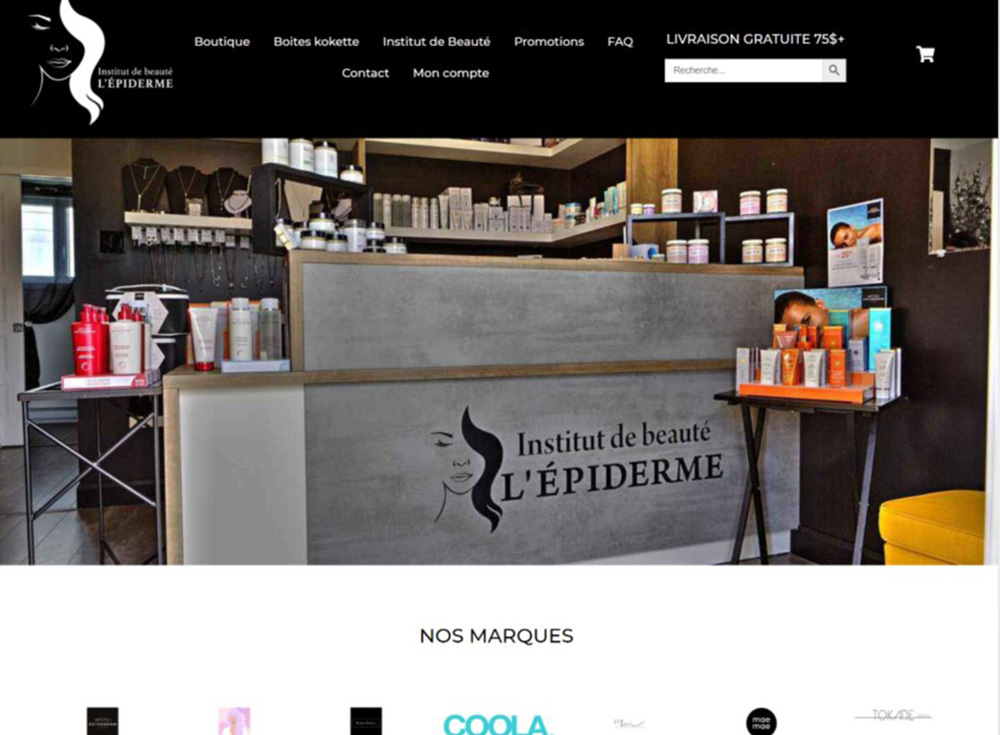 Institut de beauté
L'ÉPIDERME
Boutique Boites kokette Institut de Beauté Promotions FAQ
Contact Mon compte
LIVRAISON GRATUITE 75$+
Recherche...
Institut de beauté
L'ÉPIDERME
NOS MARQUES
COOLA.
mae
mae
TOKADE